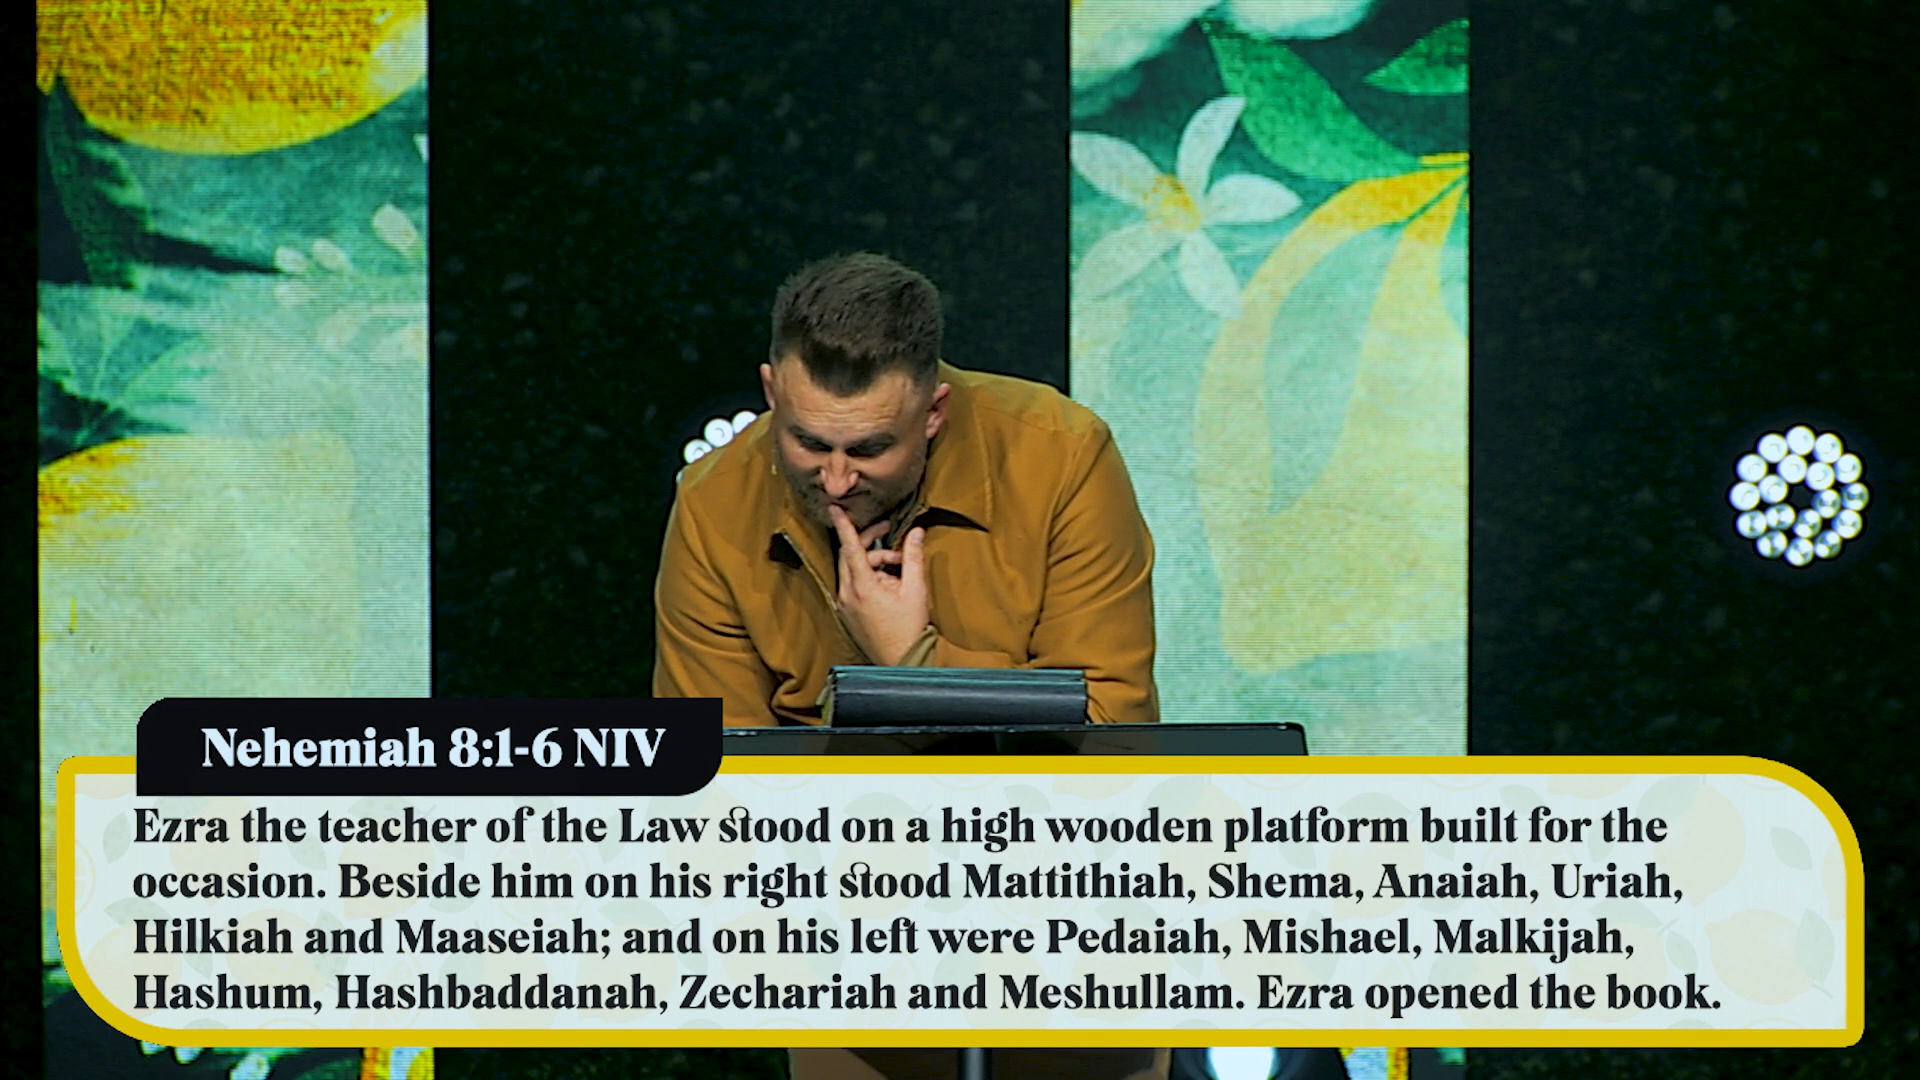 Nehemiah 8:1-6 NIV
Ezra the teacher of the Law stood on a high wooden platform built for the
occasion. Beside him on his right stood Mattithiah, Shema, Anaiah, Uriah,
Hilkiah and Maaseiah; and on his left were Pedaiah, Mishael, Malkijah,
Hashum, Hashbaddanah, Zechariah and Meshullam. Ezra opened the book.